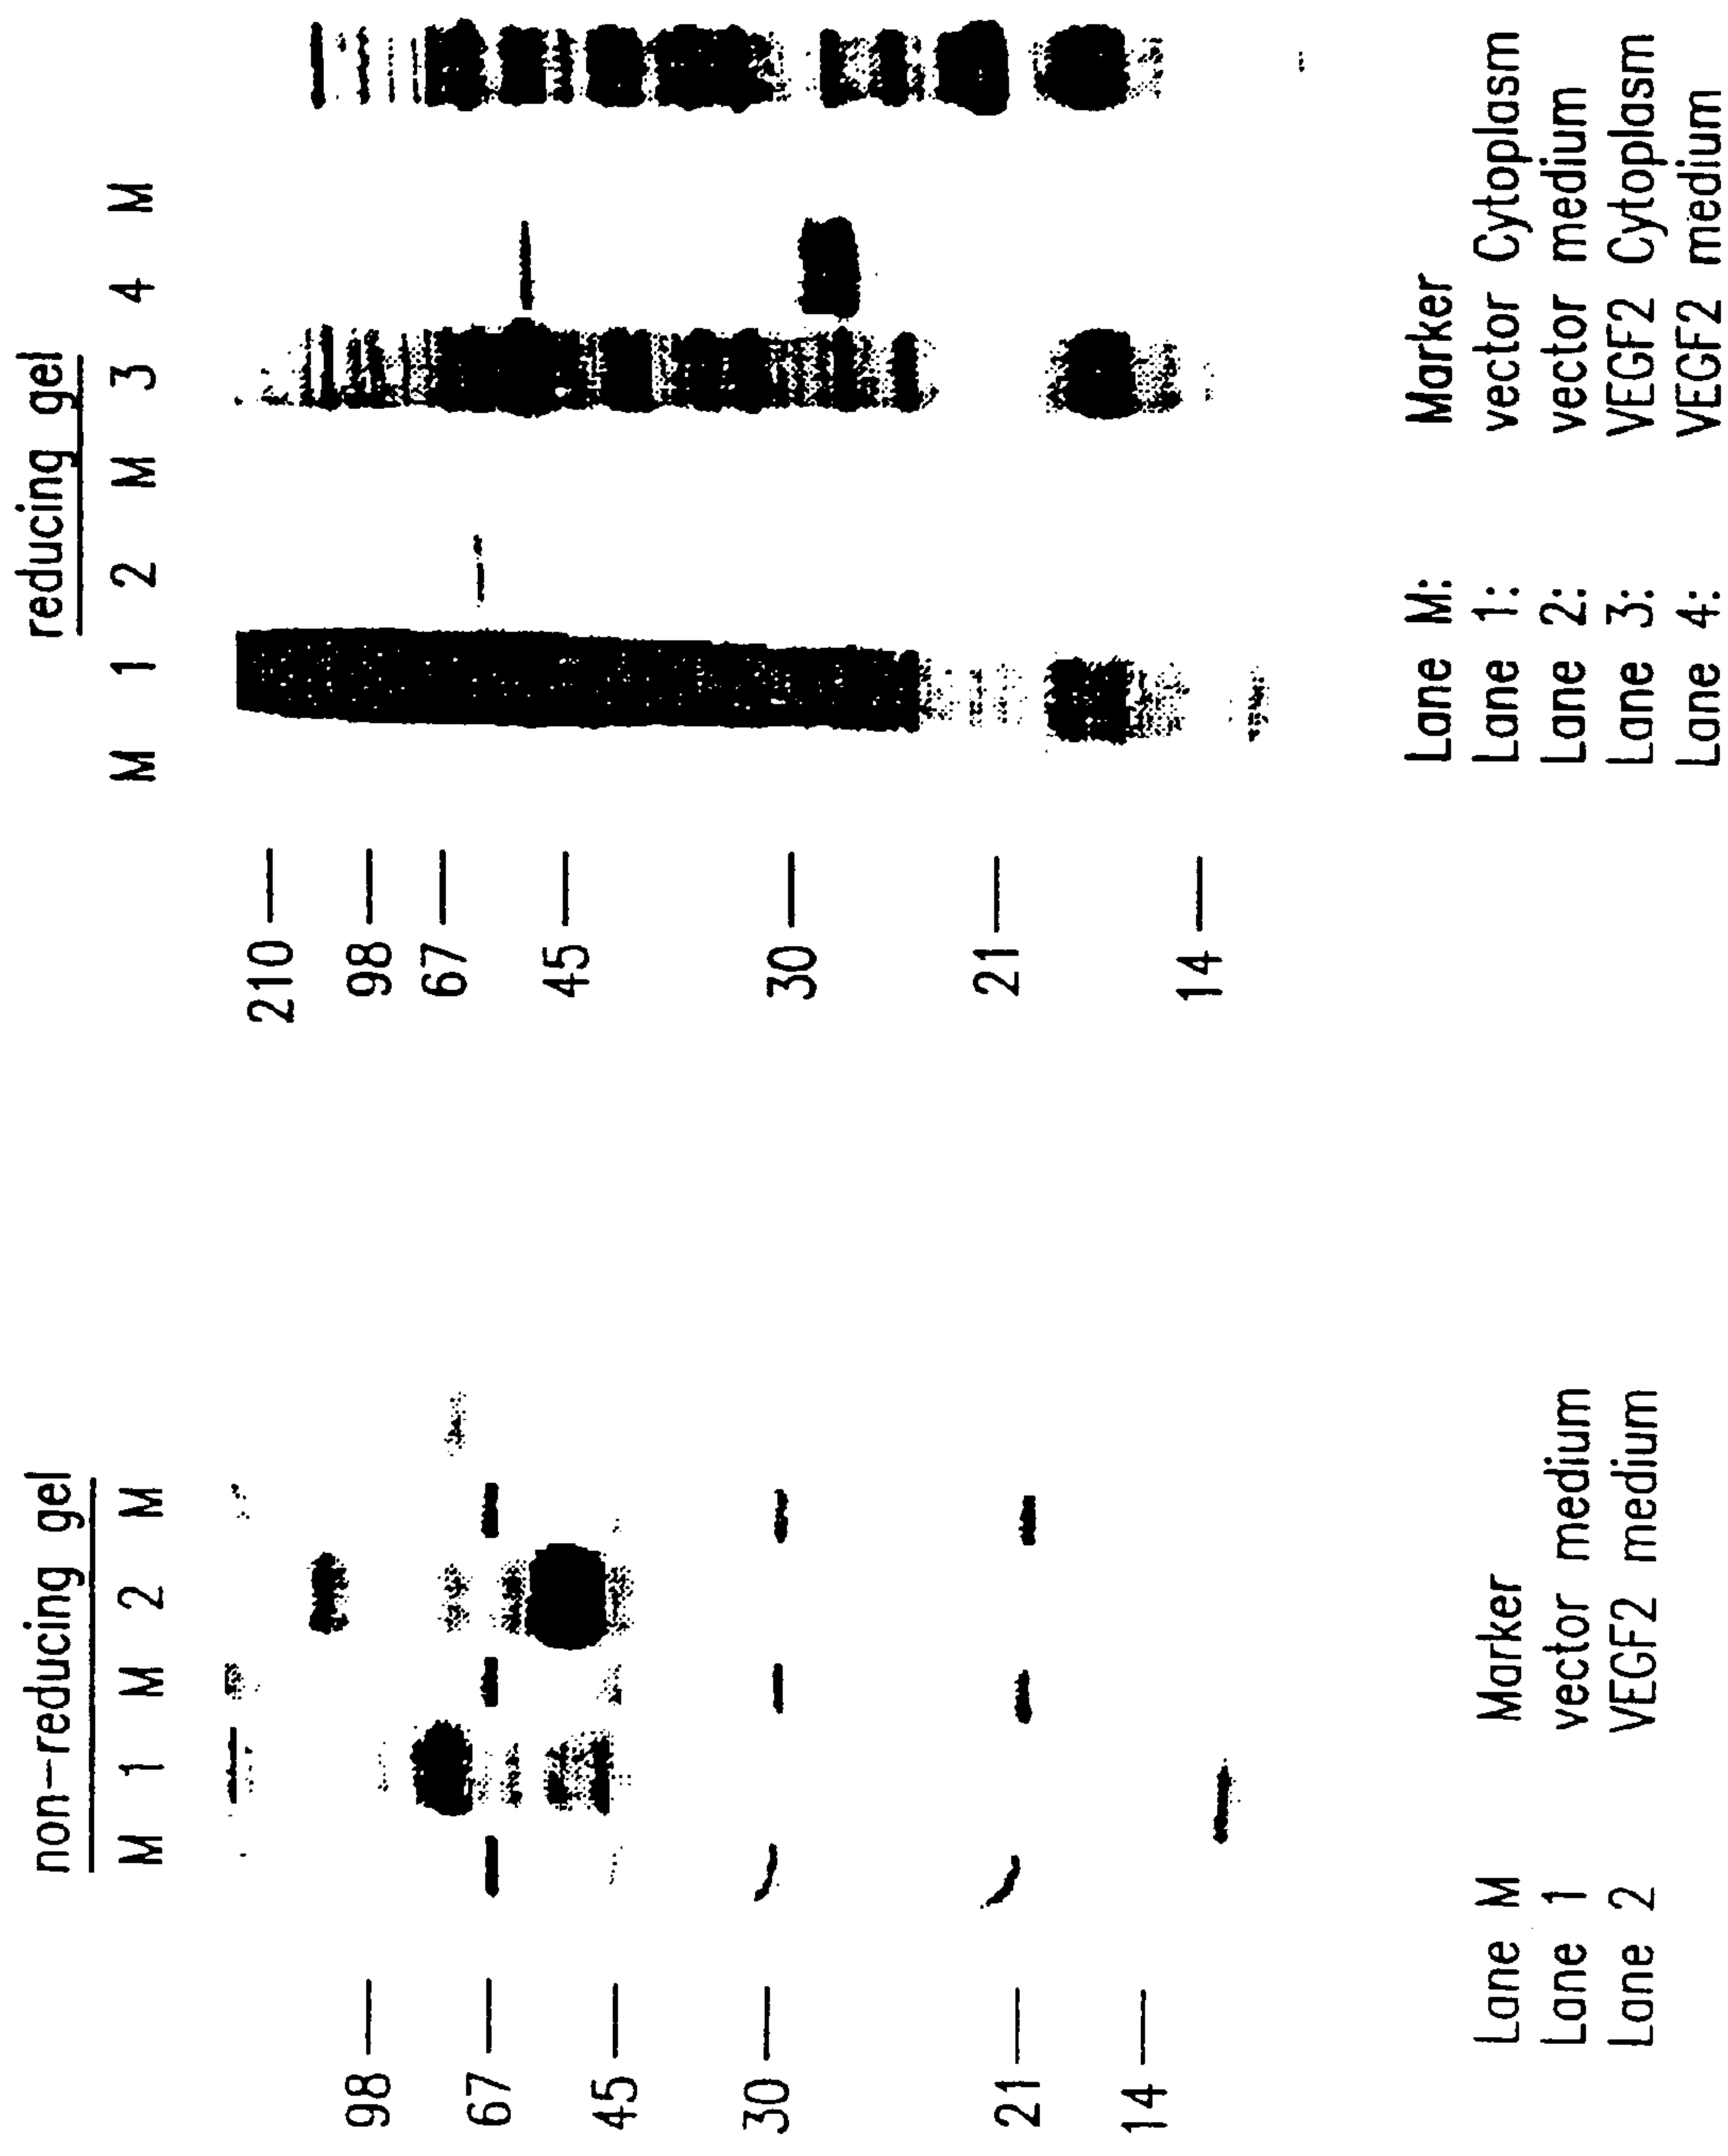 non-reducing gel
M 1 M 2 M
98
67
45
30
21
14
Lane M Marker
Lane 1 vector medium
Lane 2 VEGF2 medium
reducing gel
M 1 2 M 3 4 M
210
98
67
45
30
21
14
Lane M: Marker
Lane 1: vector Cytoplasm
Lane 2: vector medium
Lane 3: VEGF2 Cytoplasm
Lane 4: VEGF2 medium